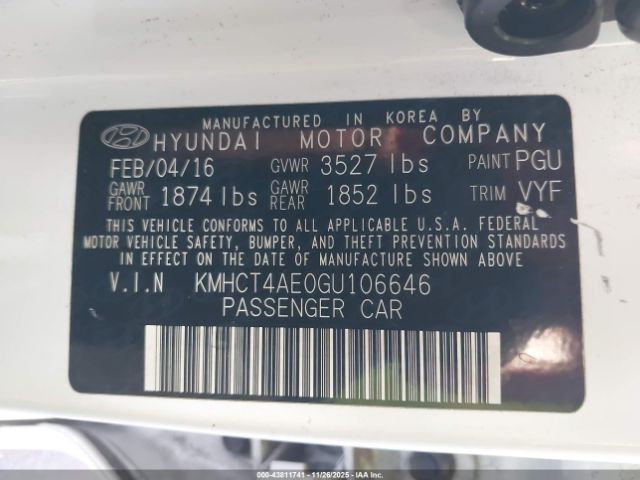 MANUFACTURED IN KOREA BY
HYUNDAI MOTOR COMPANY
FEB/04/16 GVWR 3527 lbs PAINT PGU
GAWR FRONT 1874 lbs GAWR REAR 1852 lbs TRIM VYF
THIS VEHICLE CONFORMS TO ALL APPLICABLE U.S.A. FEDERAL
MOTOR VEHICLE SAFETY, BUMPER, AND THEFT PREVENTION STANDARDS
IN EFFECT ON THE DATE OF MANUFACTURE SHOWN ABOVE
V.I.N KMHCT4AE0GU106646
PASSENGER CAR
000-43811741 - 11/26/2025 - IAAI.COM